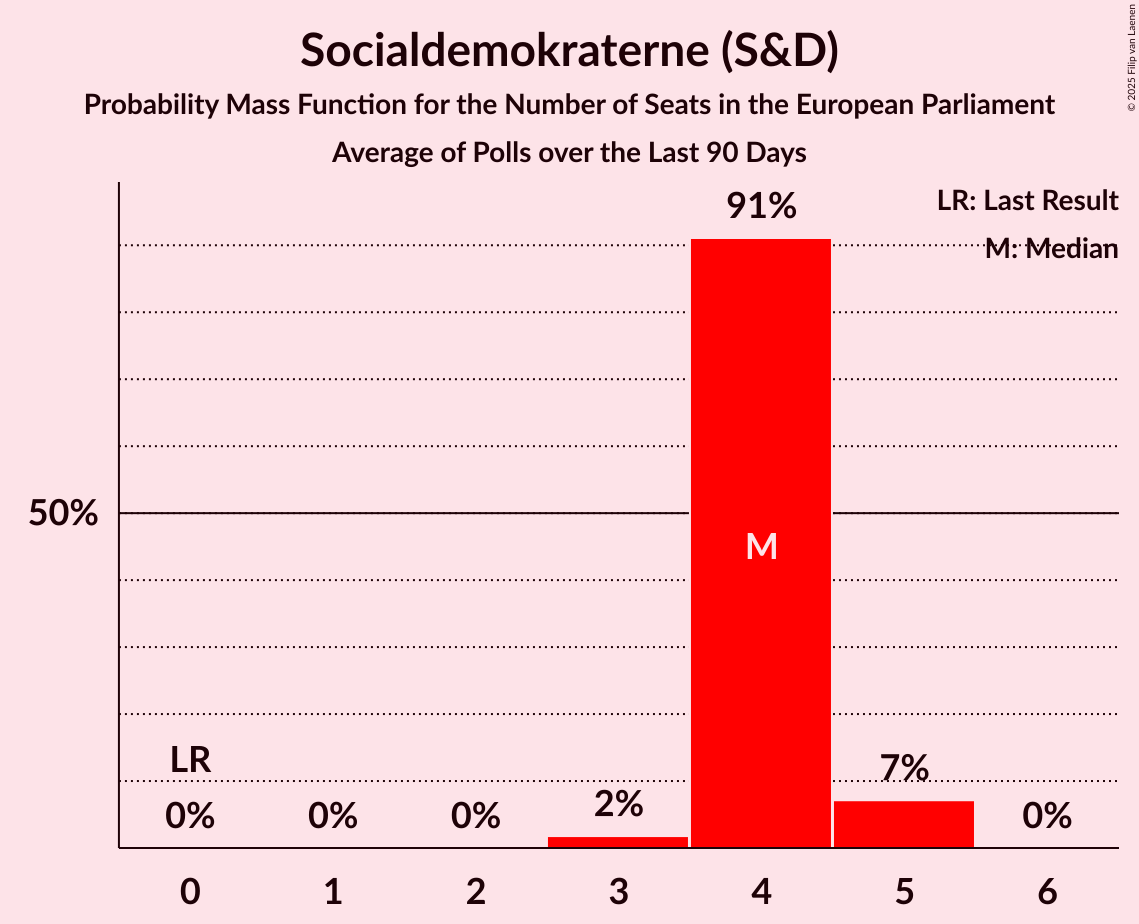 Socialdemokraterne (S&D)
Probability Mass Function for the Number of Seats in the European Parliament
Average of Polls over the Last 90 Days
© 2025 Filip van Laenen
LR: Last Result
M: Median
91%
50%
M
LR
0%
0%
0%
2%
7%
0%
0
1
2
3
4
5
6